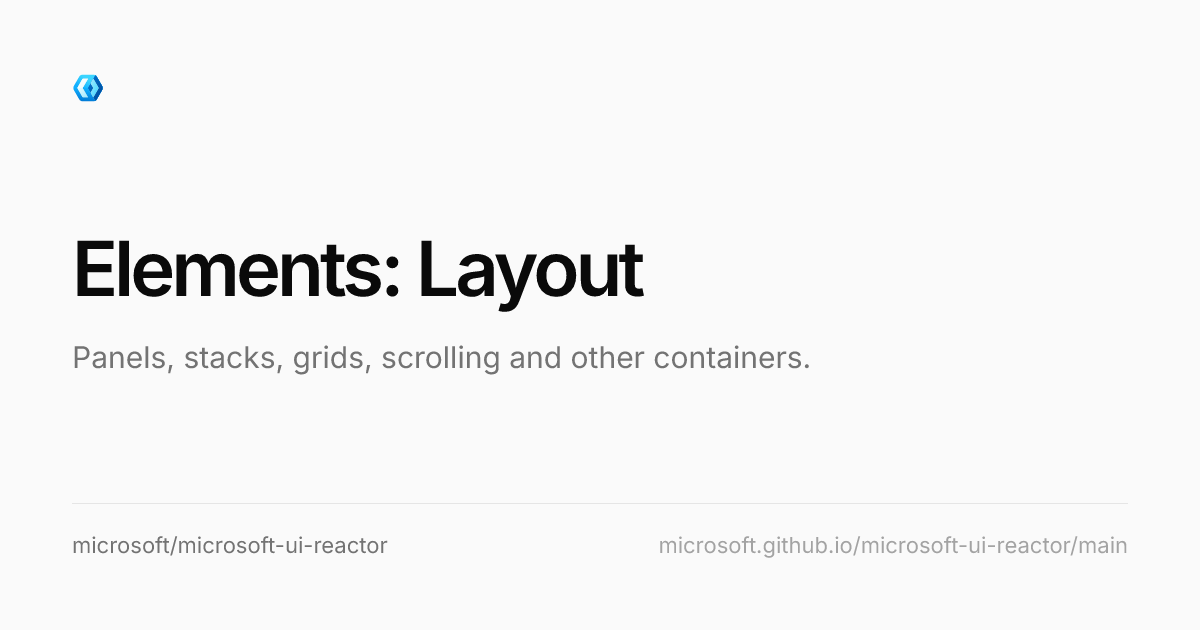 Elements: Layout
Panels, stacks, grids, scrolling and other containers.
microsoft/microsoft-ui-reactor
microsoft.github.io/microsoft-ui-reactor/main